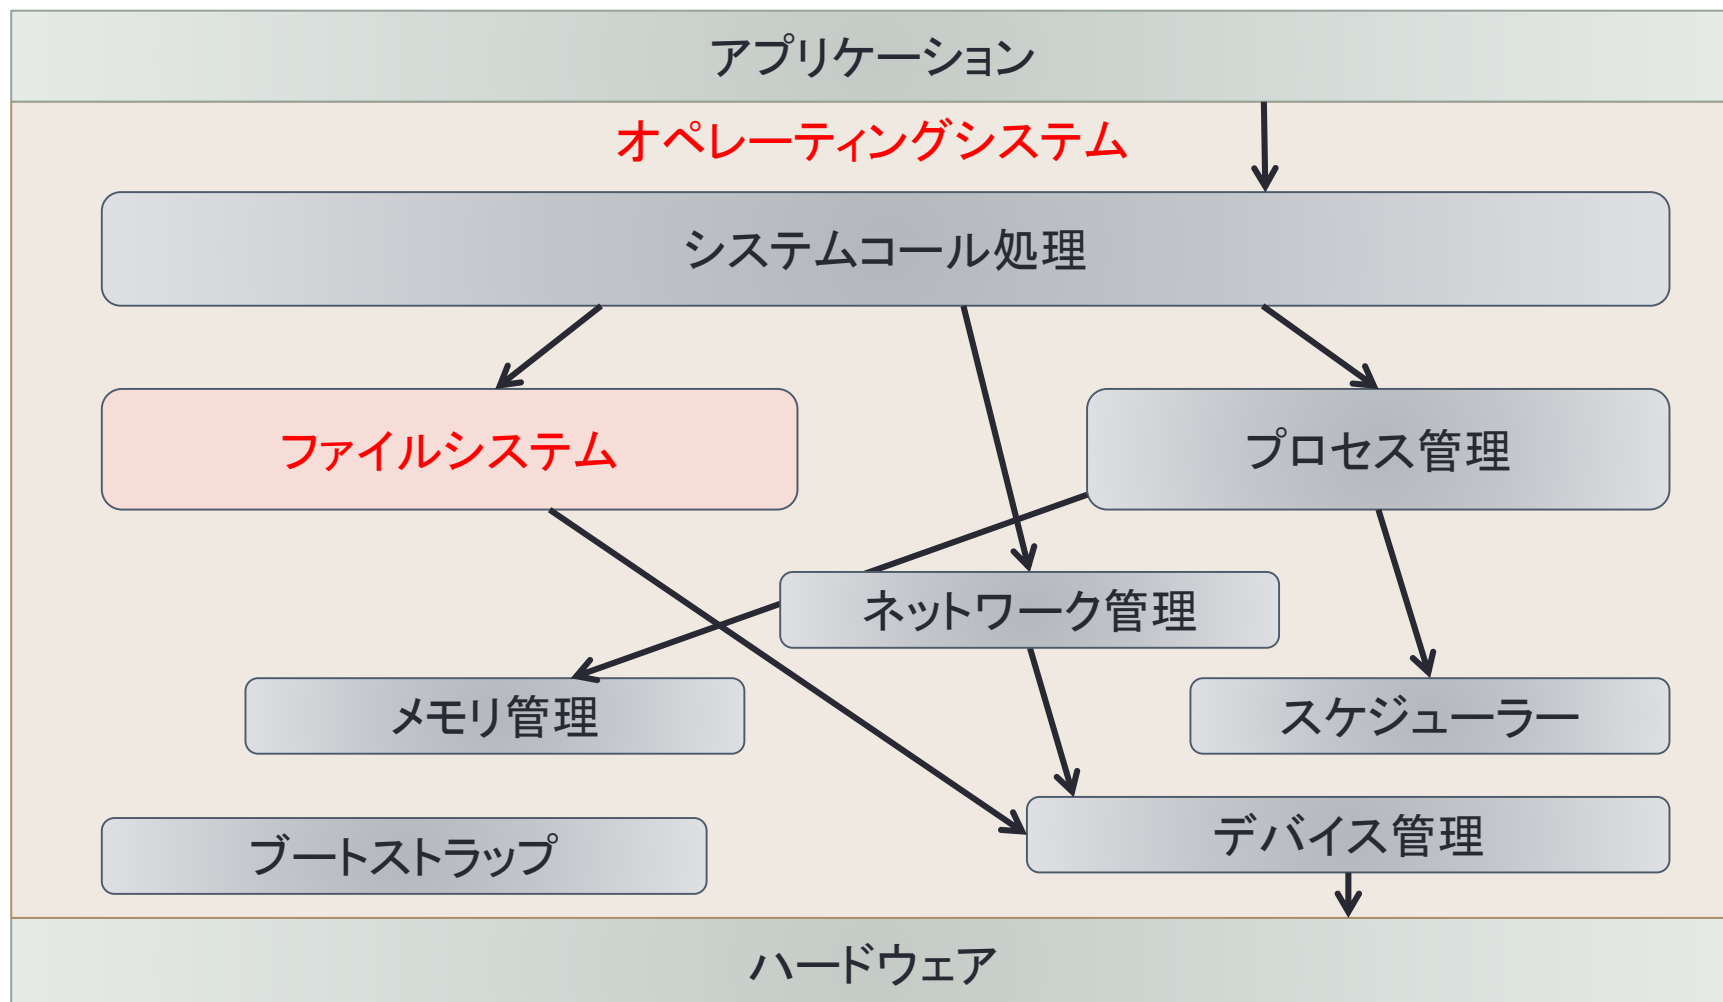 アプリケーション
オペレーティングシステム
システムコール処理
ファイルシステム
プロセス管理
ネットワーク管理
メモリ管理
スケジューラー
デバイス管理
ブートストラップ
ハードウェア